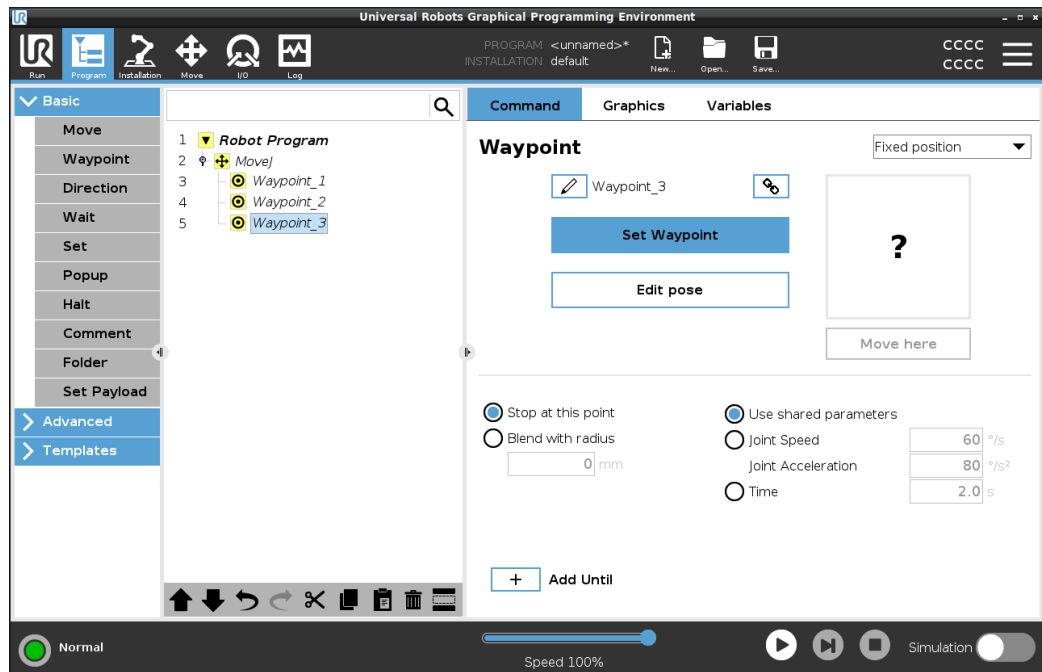 Universal Robots Graphical Programming Environment
UR
Run
Program
Installation
Move
I/O
Log
PROGRAM <unnamed>*
INSTALLATION default
New...
Open...
Save...
CCCC
CCCC
Basic
Move
Waypoint
Direction
Wait
Set
Popup
Halt
Comment
Folder
Set Payload
Advanced
Templates
1 Robot Program
2 MoveJ
3 Waypoint_1
4 Waypoint_2
5 Waypoint_3
Command Graphics Variables
Waypoint
Fixed position
Waypoint_3
Set Waypoint
Edit pose
?
Move here
Stop at this point
Blend with radius
0 mm
Use shared parameters
Joint Speed 60 °/s
Joint Acceleration 80 °/s²
Time 2.0 s
+ Add Until
Normal
Speed 100%
Simulation